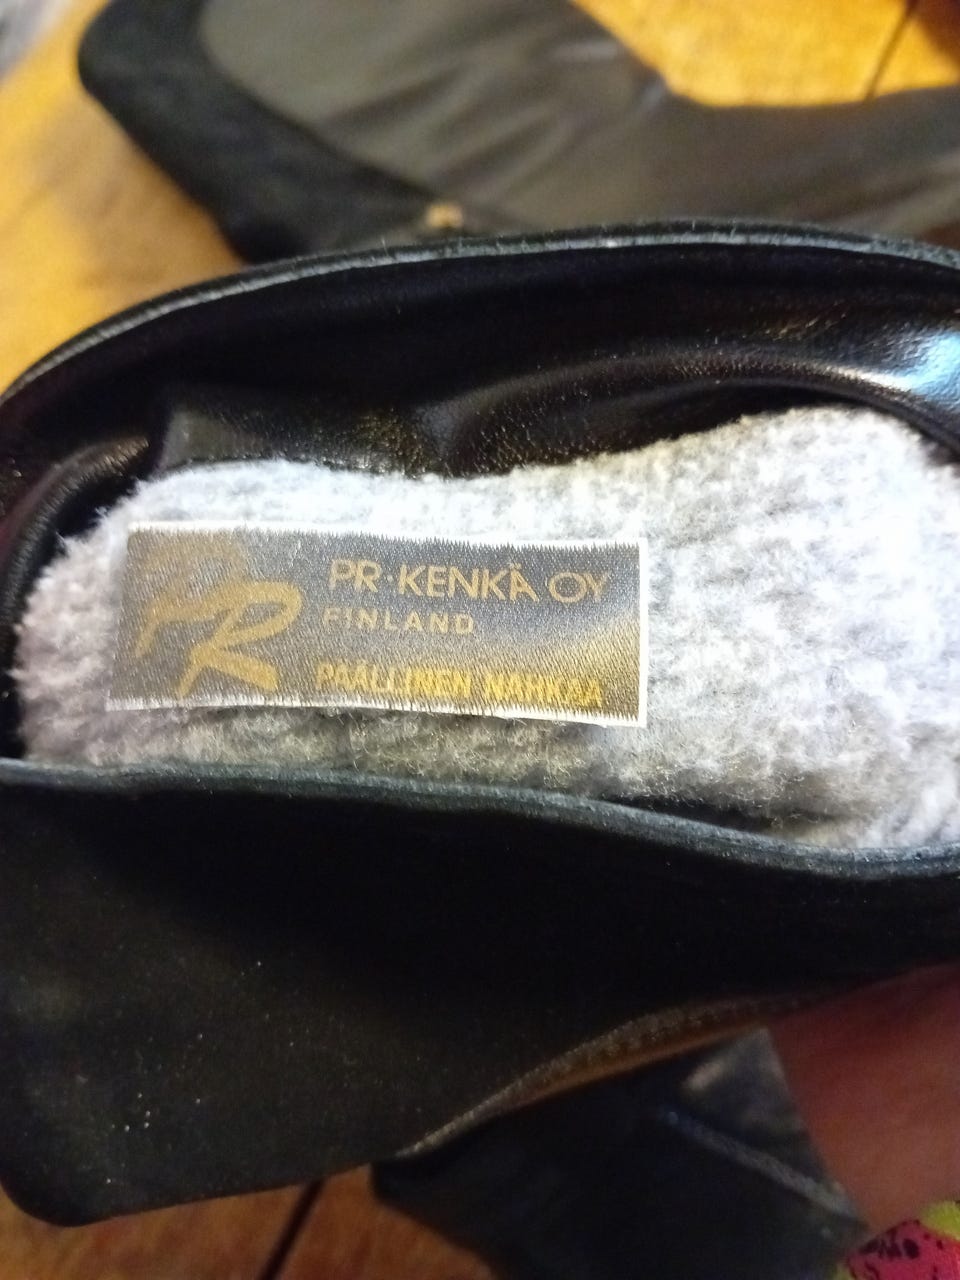 PR
PR·KENKÄ OY
FINLAND
PÄÄLLINEN NAHKAA